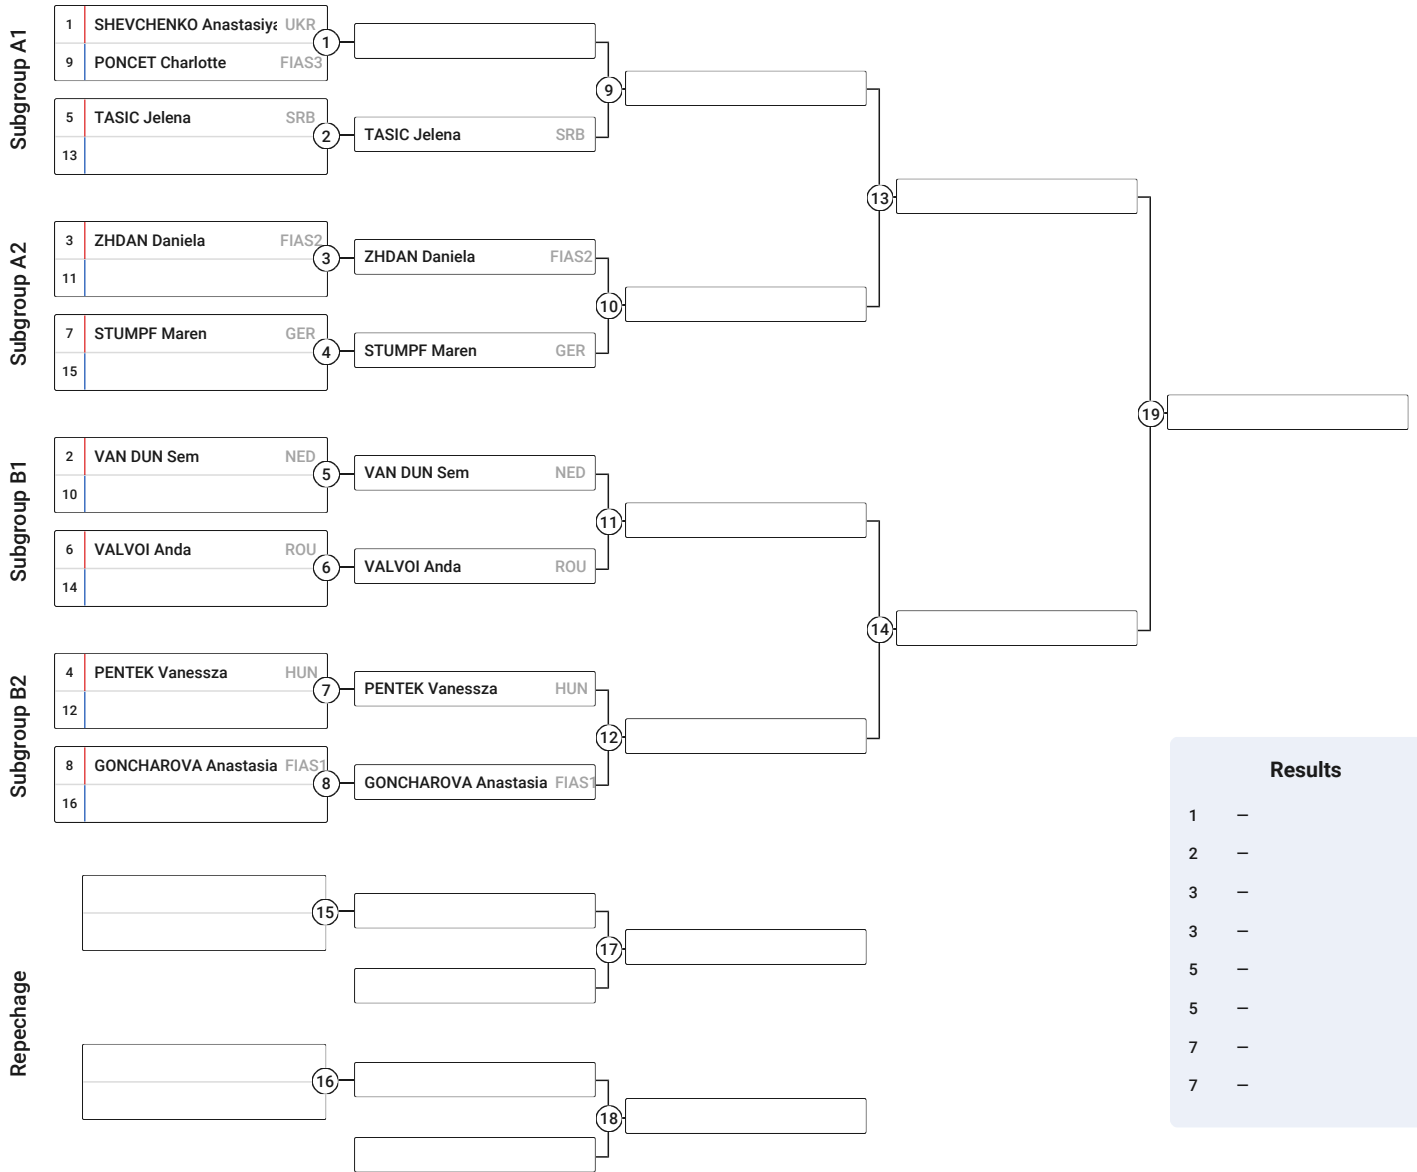 Subgroup A1
1 SHEVCHENKO Anastasiya UKR
9 PONCET Charlotte FIAS3
1
5 TASIC Jelena SRB
13
2
TASIC Jelena SRB
9
Subgroup A2
3 ZHDAN Daniela FIAS2
11
3
ZHDAN Daniela FIAS2
7 STUMPF Maren GER
15
4
STUMPF Maren GER
10
13
Subgroup B1
2 VAN DUN Sem NED
10
5
VAN DUN Sem NED
6 VALVOI Anda ROU
14
6
VALVOI Anda ROU
11
Subgroup B2
4 PENTEK Vanessza HUN
12
7
PENTEK Vanessza HUN
8 GONCHAROVA Anastasia FIAS1
16
8
GONCHAROVA Anastasia FIAS1
12
14
19
Repechage
15
17
16
18
Results
1 –
2 –
3 –
3 –
5 –
5 –
7 –
7 –